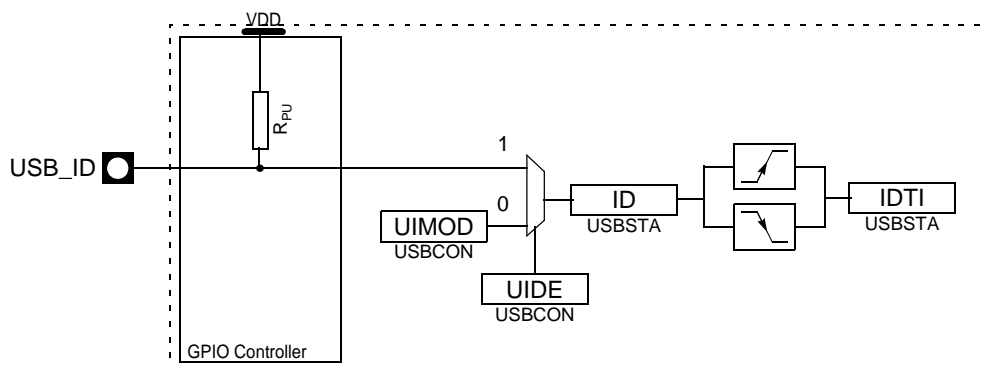 VDD
RPU
USB_ID
1
0
UIMOD
USBCON
ID
USBSTA
IDTI
USBSTA
UIDE
USBCON
GPIO Controller